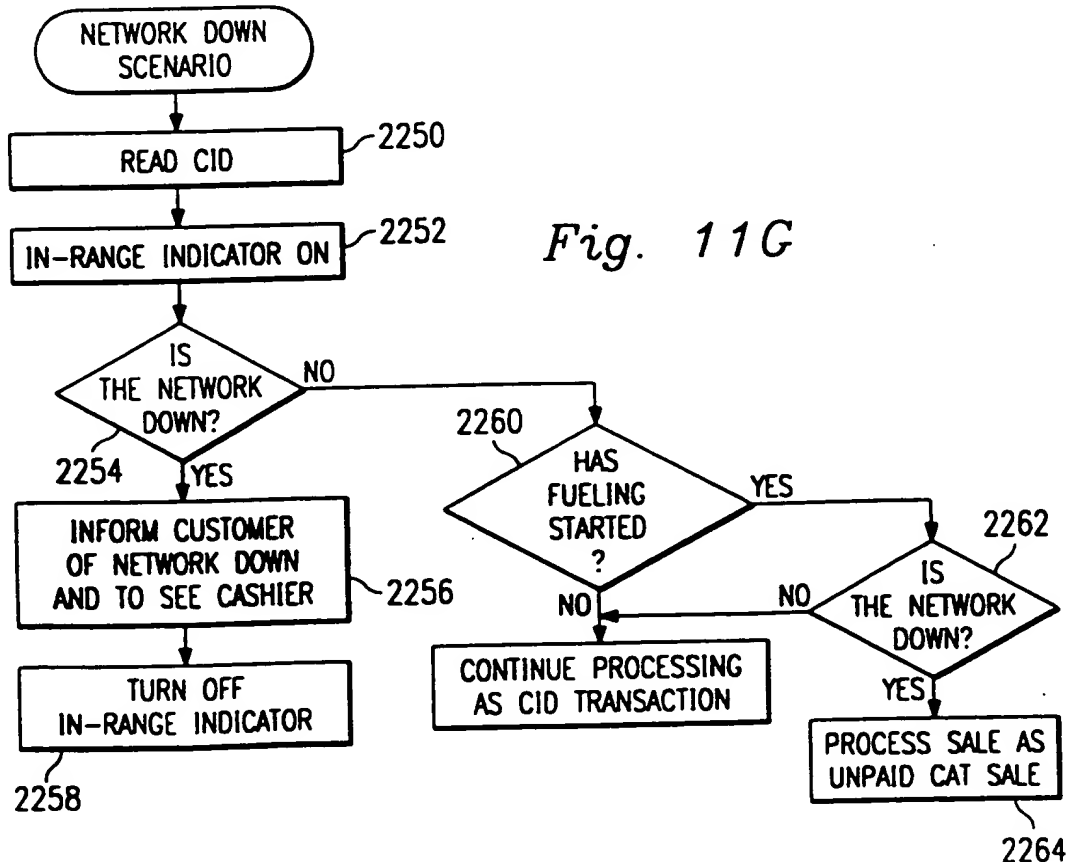 NETWORK DOWN
SCENARIO
READ CID
2250
IN-RANGE INDICATOR ON
2252
Fig. 11G
IS
THE NETWORK
DOWN?
NO
2254
YES
INFORM CUSTOMER
OF NETWORK DOWN
AND TO SEE CASHIER
2256
TURN OFF
IN-RANGE INDICATOR
2258
2260
HAS
FUELING
STARTED
?
YES
NO
CONTINUE PROCESSING
AS CID TRANSACTION
2262
IS
THE NETWORK
DOWN?
NO
YES
PROCESS SALE AS
UNPAID CAT SALE
2264